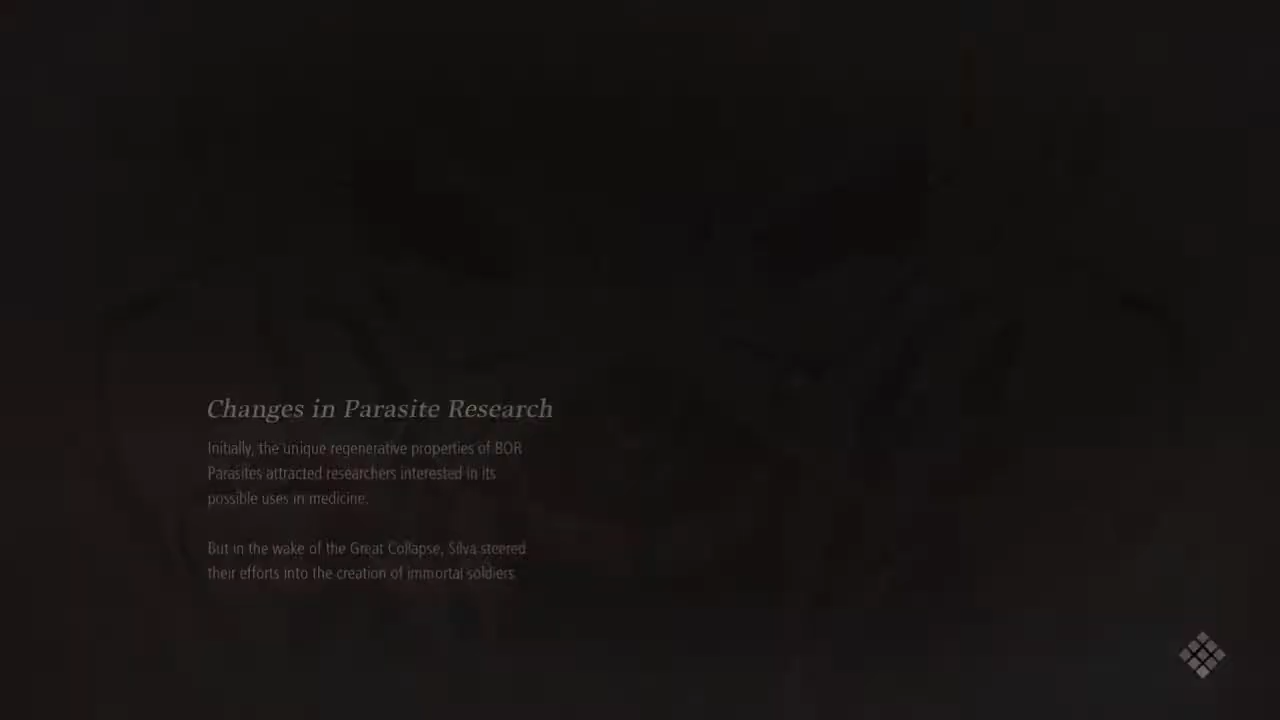 Changes in Parasite Research
Initially, the unique regenerative properties of BOR
Parasites attracted researchers interested in its
possible uses in medicine.
But in the wake of the Great Collapse, Silva steered
their efforts into the creation of immortal soldiers.